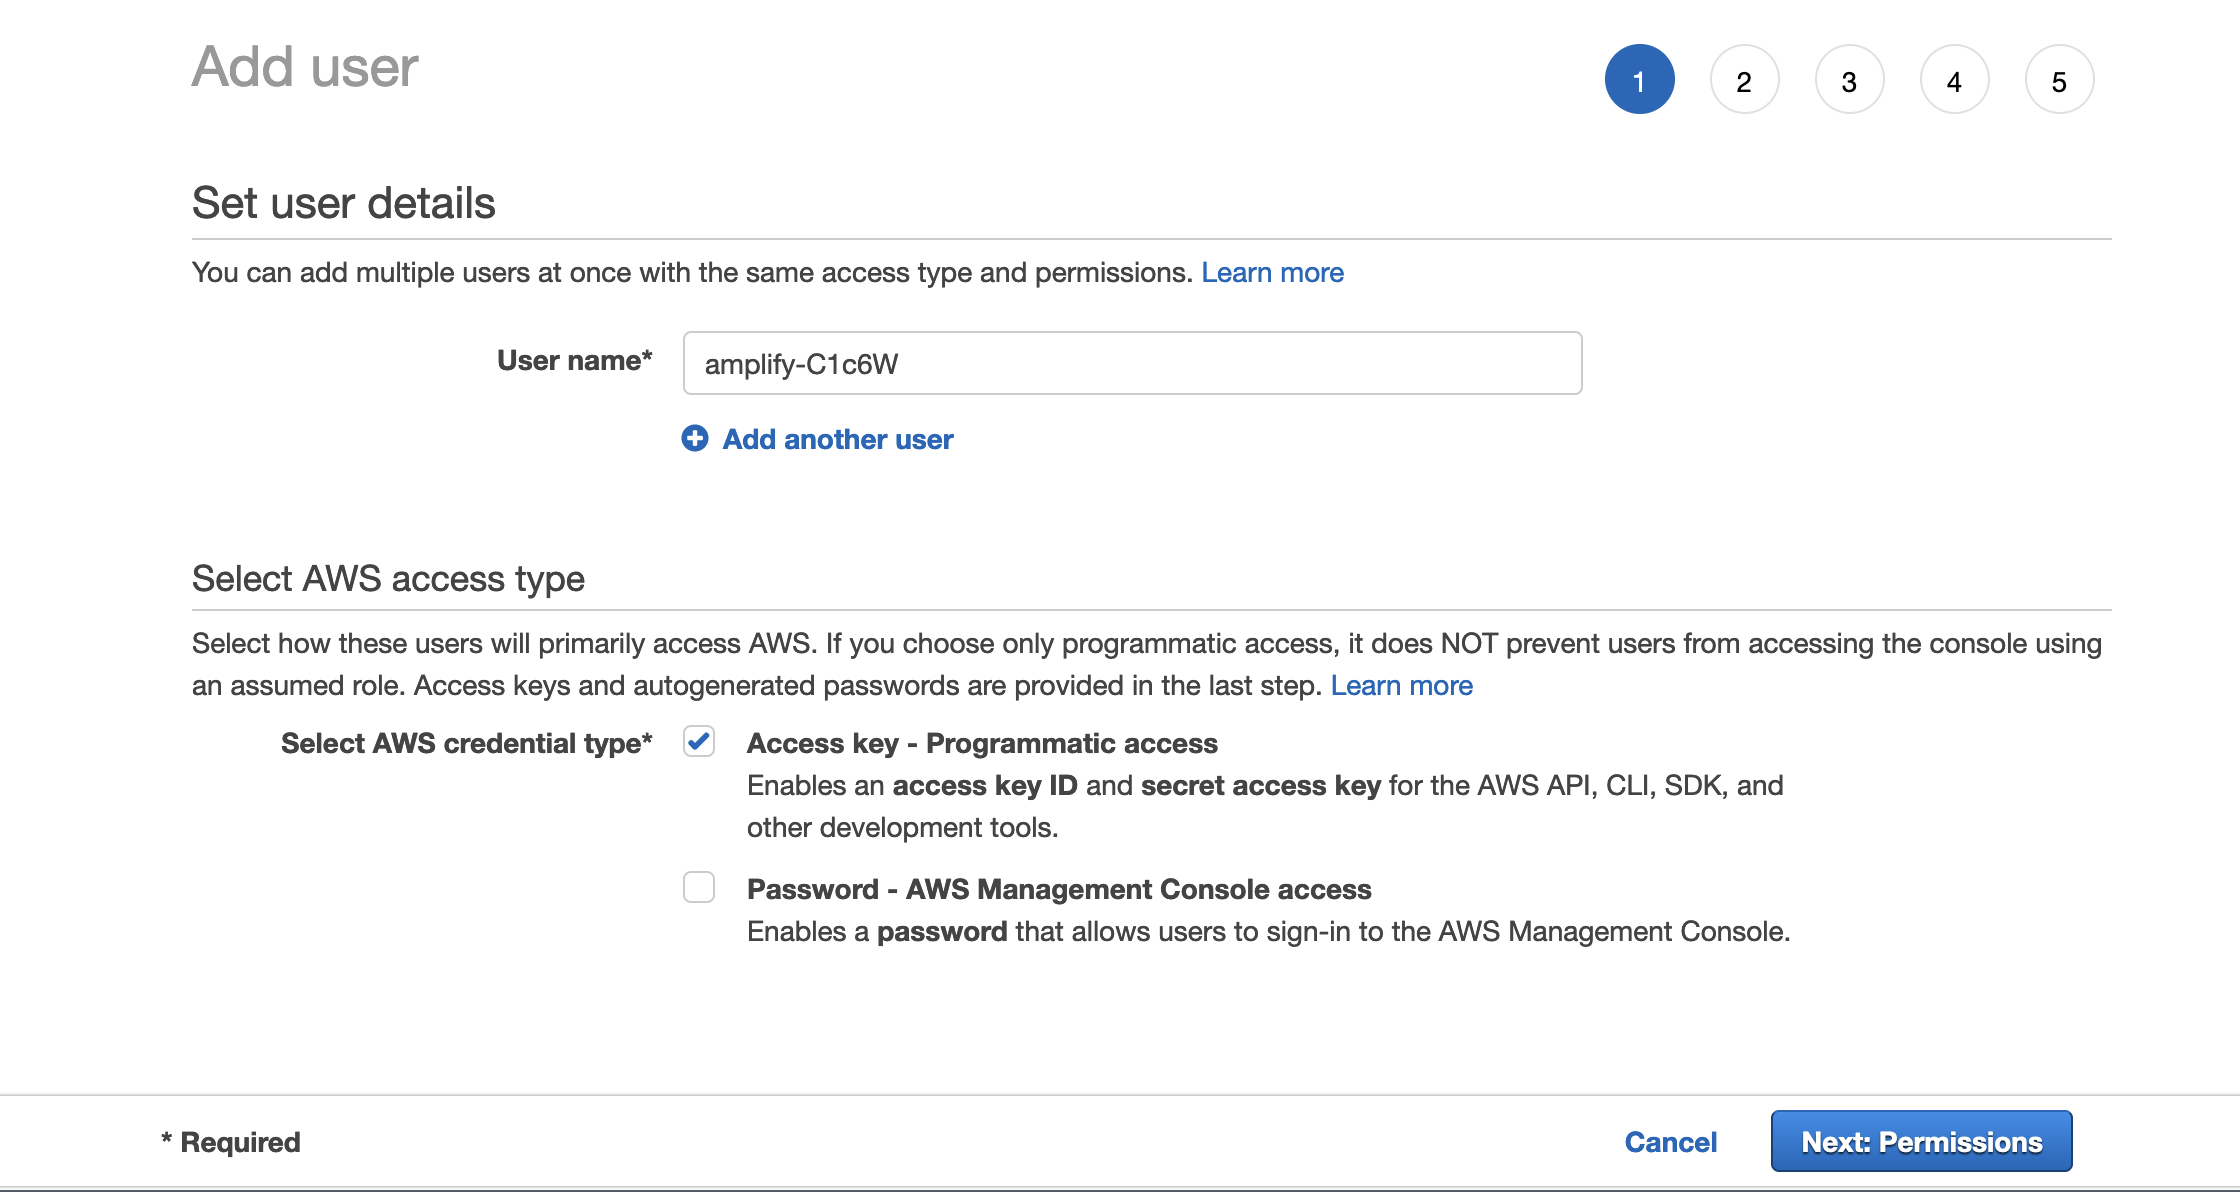 Add user
1 2 3 4 5
Set user details
You can add multiple users at once with the same access type and permissions. Learn more
User name* amplify-C1c6W
Add another user
Select AWS access type
Select how these users will primarily access AWS. If you choose only programmatic access, it does NOT prevent users from accessing the console using
an assumed role. Access keys and autogenerated passwords are provided in the last step. Learn more
Select AWS credential type* Access key - Programmatic access
Enables an access key ID and secret access key for the AWS API, CLI, SDK, and
other development tools.
Password - AWS Management Console access
Enables a password that allows users to sign-in to the AWS Management Console.
* Required Cancel Next: Permissions